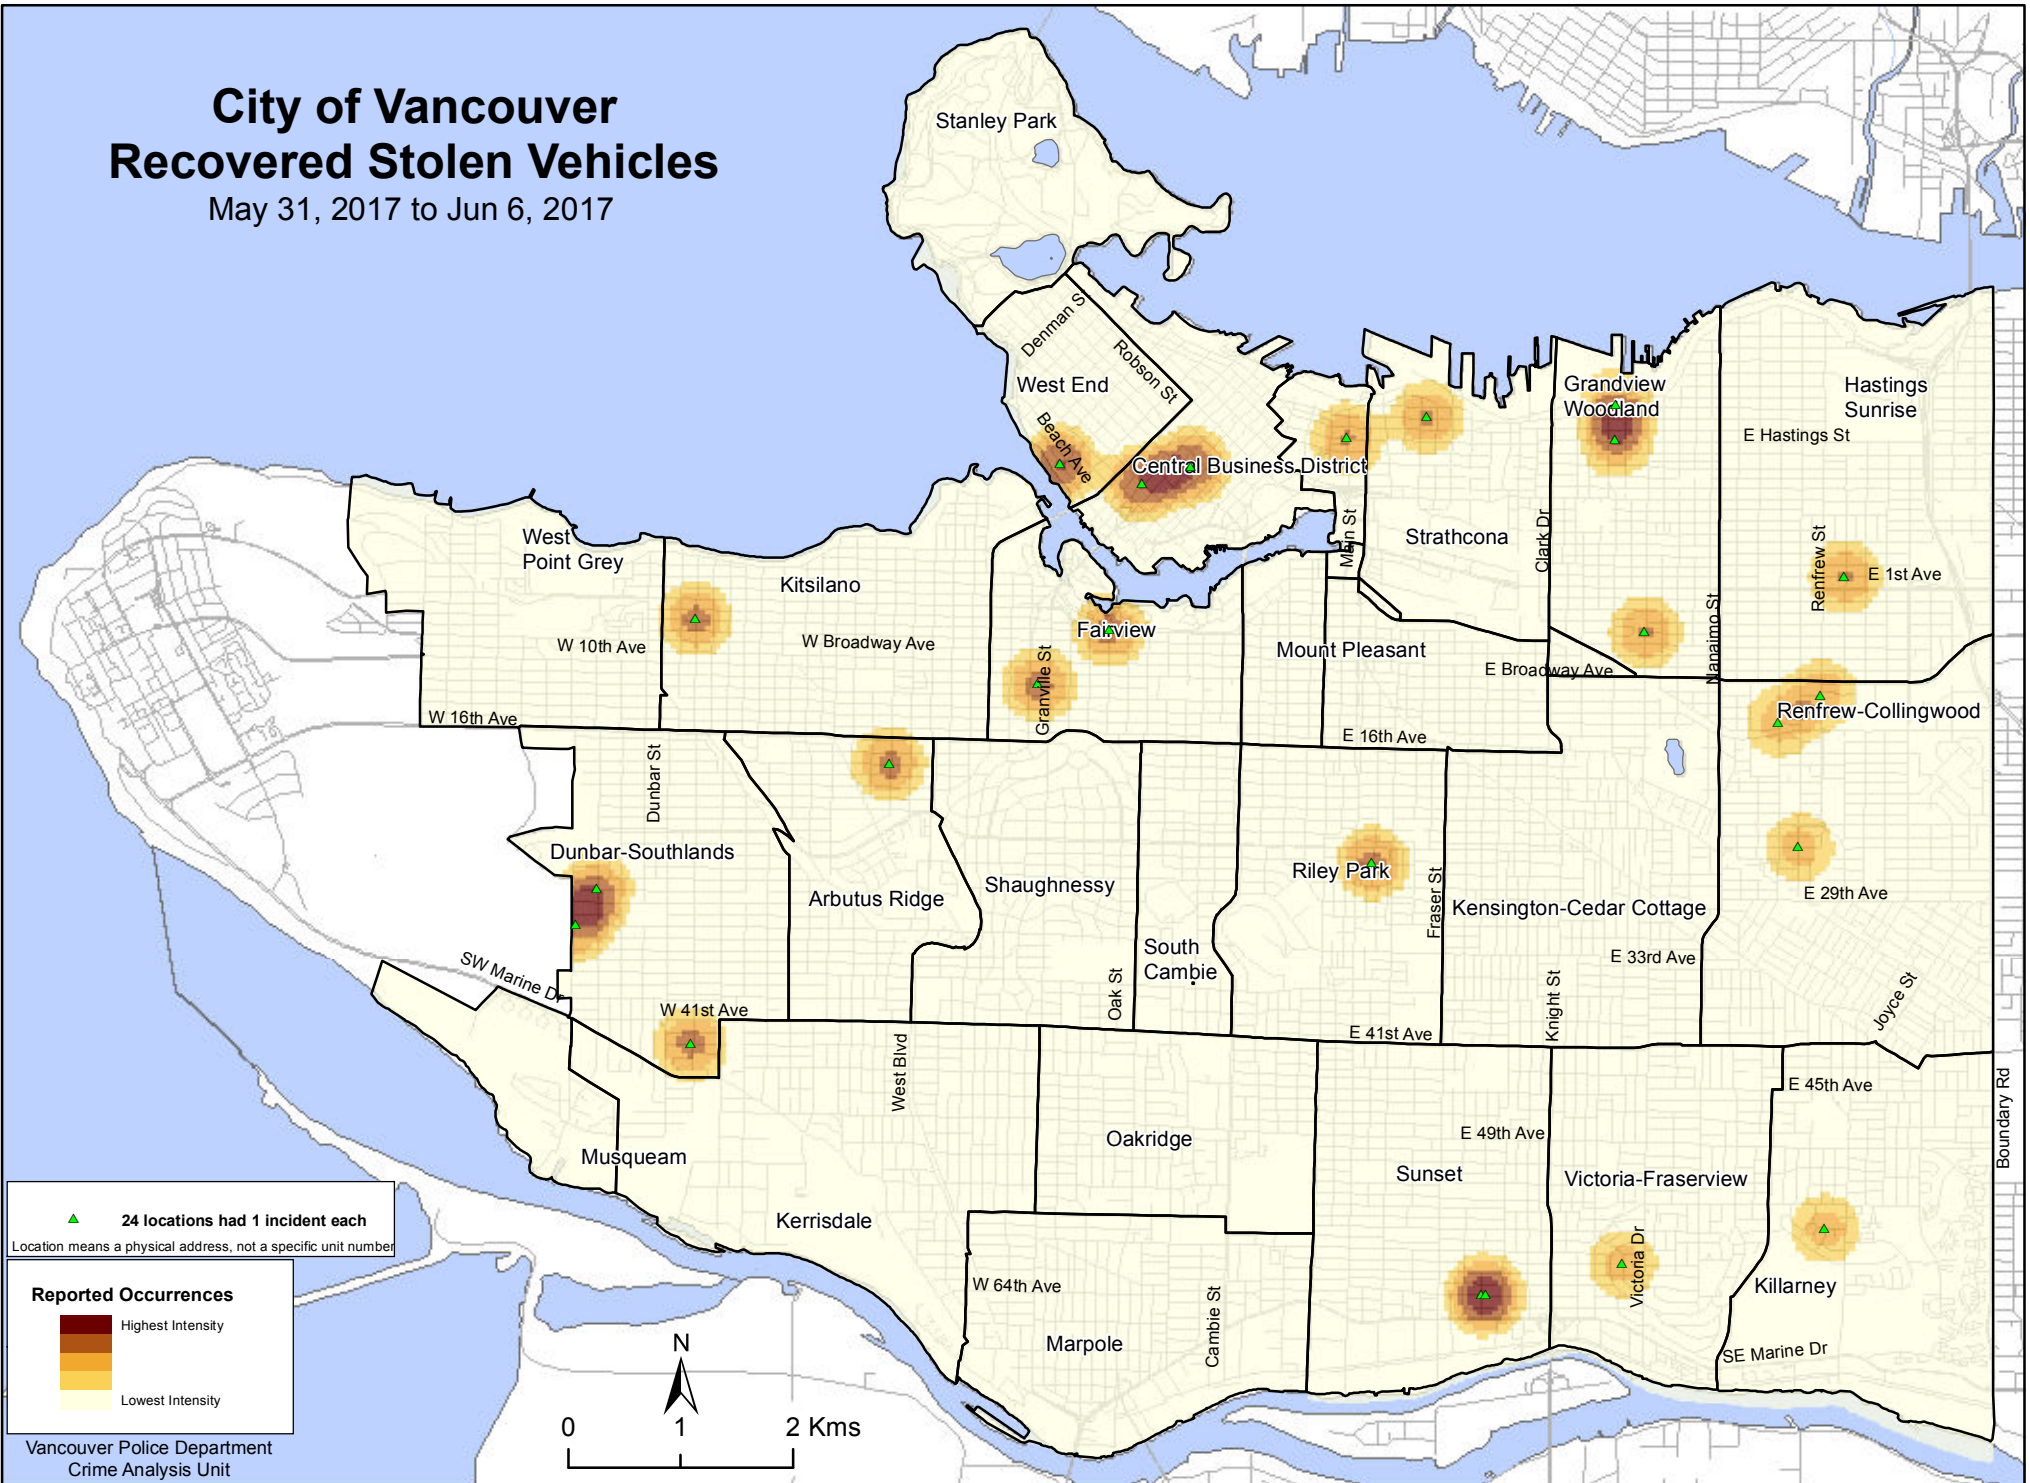 City of Vancouver
Recovered Stolen Vehicles
May 31, 2017 to Jun 6, 2017
Stanley Park
Denman St
Robson St
West End
Beach Ave
Central Business District
Grandview
Woodland
Hastings
Sunrise
E Hastings St
Main St
Strathcona
Clark Dr
Nanaimo St
Renfrew St
E 1st Ave
West
Point Grey
Kitsilano
W 10th Ave
W Broadway Ave
Fairview
Granville St
Mount Pleasant
E Broadway Ave
Renfrew-Collingwood
W 16th Ave
E 16th Ave
Dunbar St
Dunbar-Southlands
Arbutus Ridge
Shaughnessy
Riley Park
Fraser St
Kensington-Cedar Cottage
E 29th Ave
South
Cambie
E 33rd Ave
SW Marine Dr
Oak St
Knight St
Joyce St
W 41st Ave
E 41st Ave
West Blvd
E 45th Ave
Boundary Rd
Musqueam
Oakridge
E 49th Ave
Sunset
Victoria-Fraserview
Kerrisdale
W 64th Ave
Cambie St
Marpole
Victoria Dr
Killarney
SE Marine Dr
24 locations had 1 incident each
Location means a physical address, not a specific unit number
Reported Occurrences
Highest Intensity
Lowest Intensity
N
0 1 2 Kms
Vancouver Police Department
Crime Analysis Unit